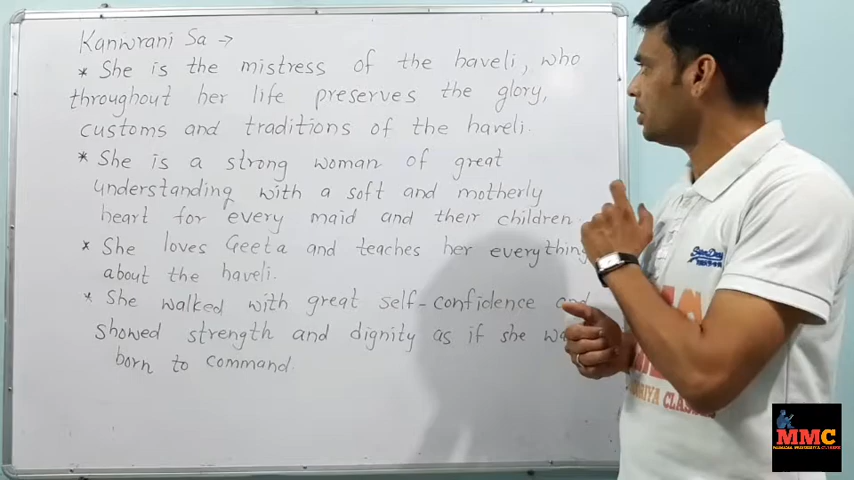 Kanwrani Sa →
* She is the mistress of the haveli, who
throughout her life preserves the glory,
customs and traditions of the haveli.
* She is a strong woman of great
understanding with a soft and motherly
heart for every maid and their children.
* She loves Geeta and teaches her everything
about the haveli.
* She walked with great self-confidence and
showed strength and dignity as if she
born to command.
CLASSES
MMC